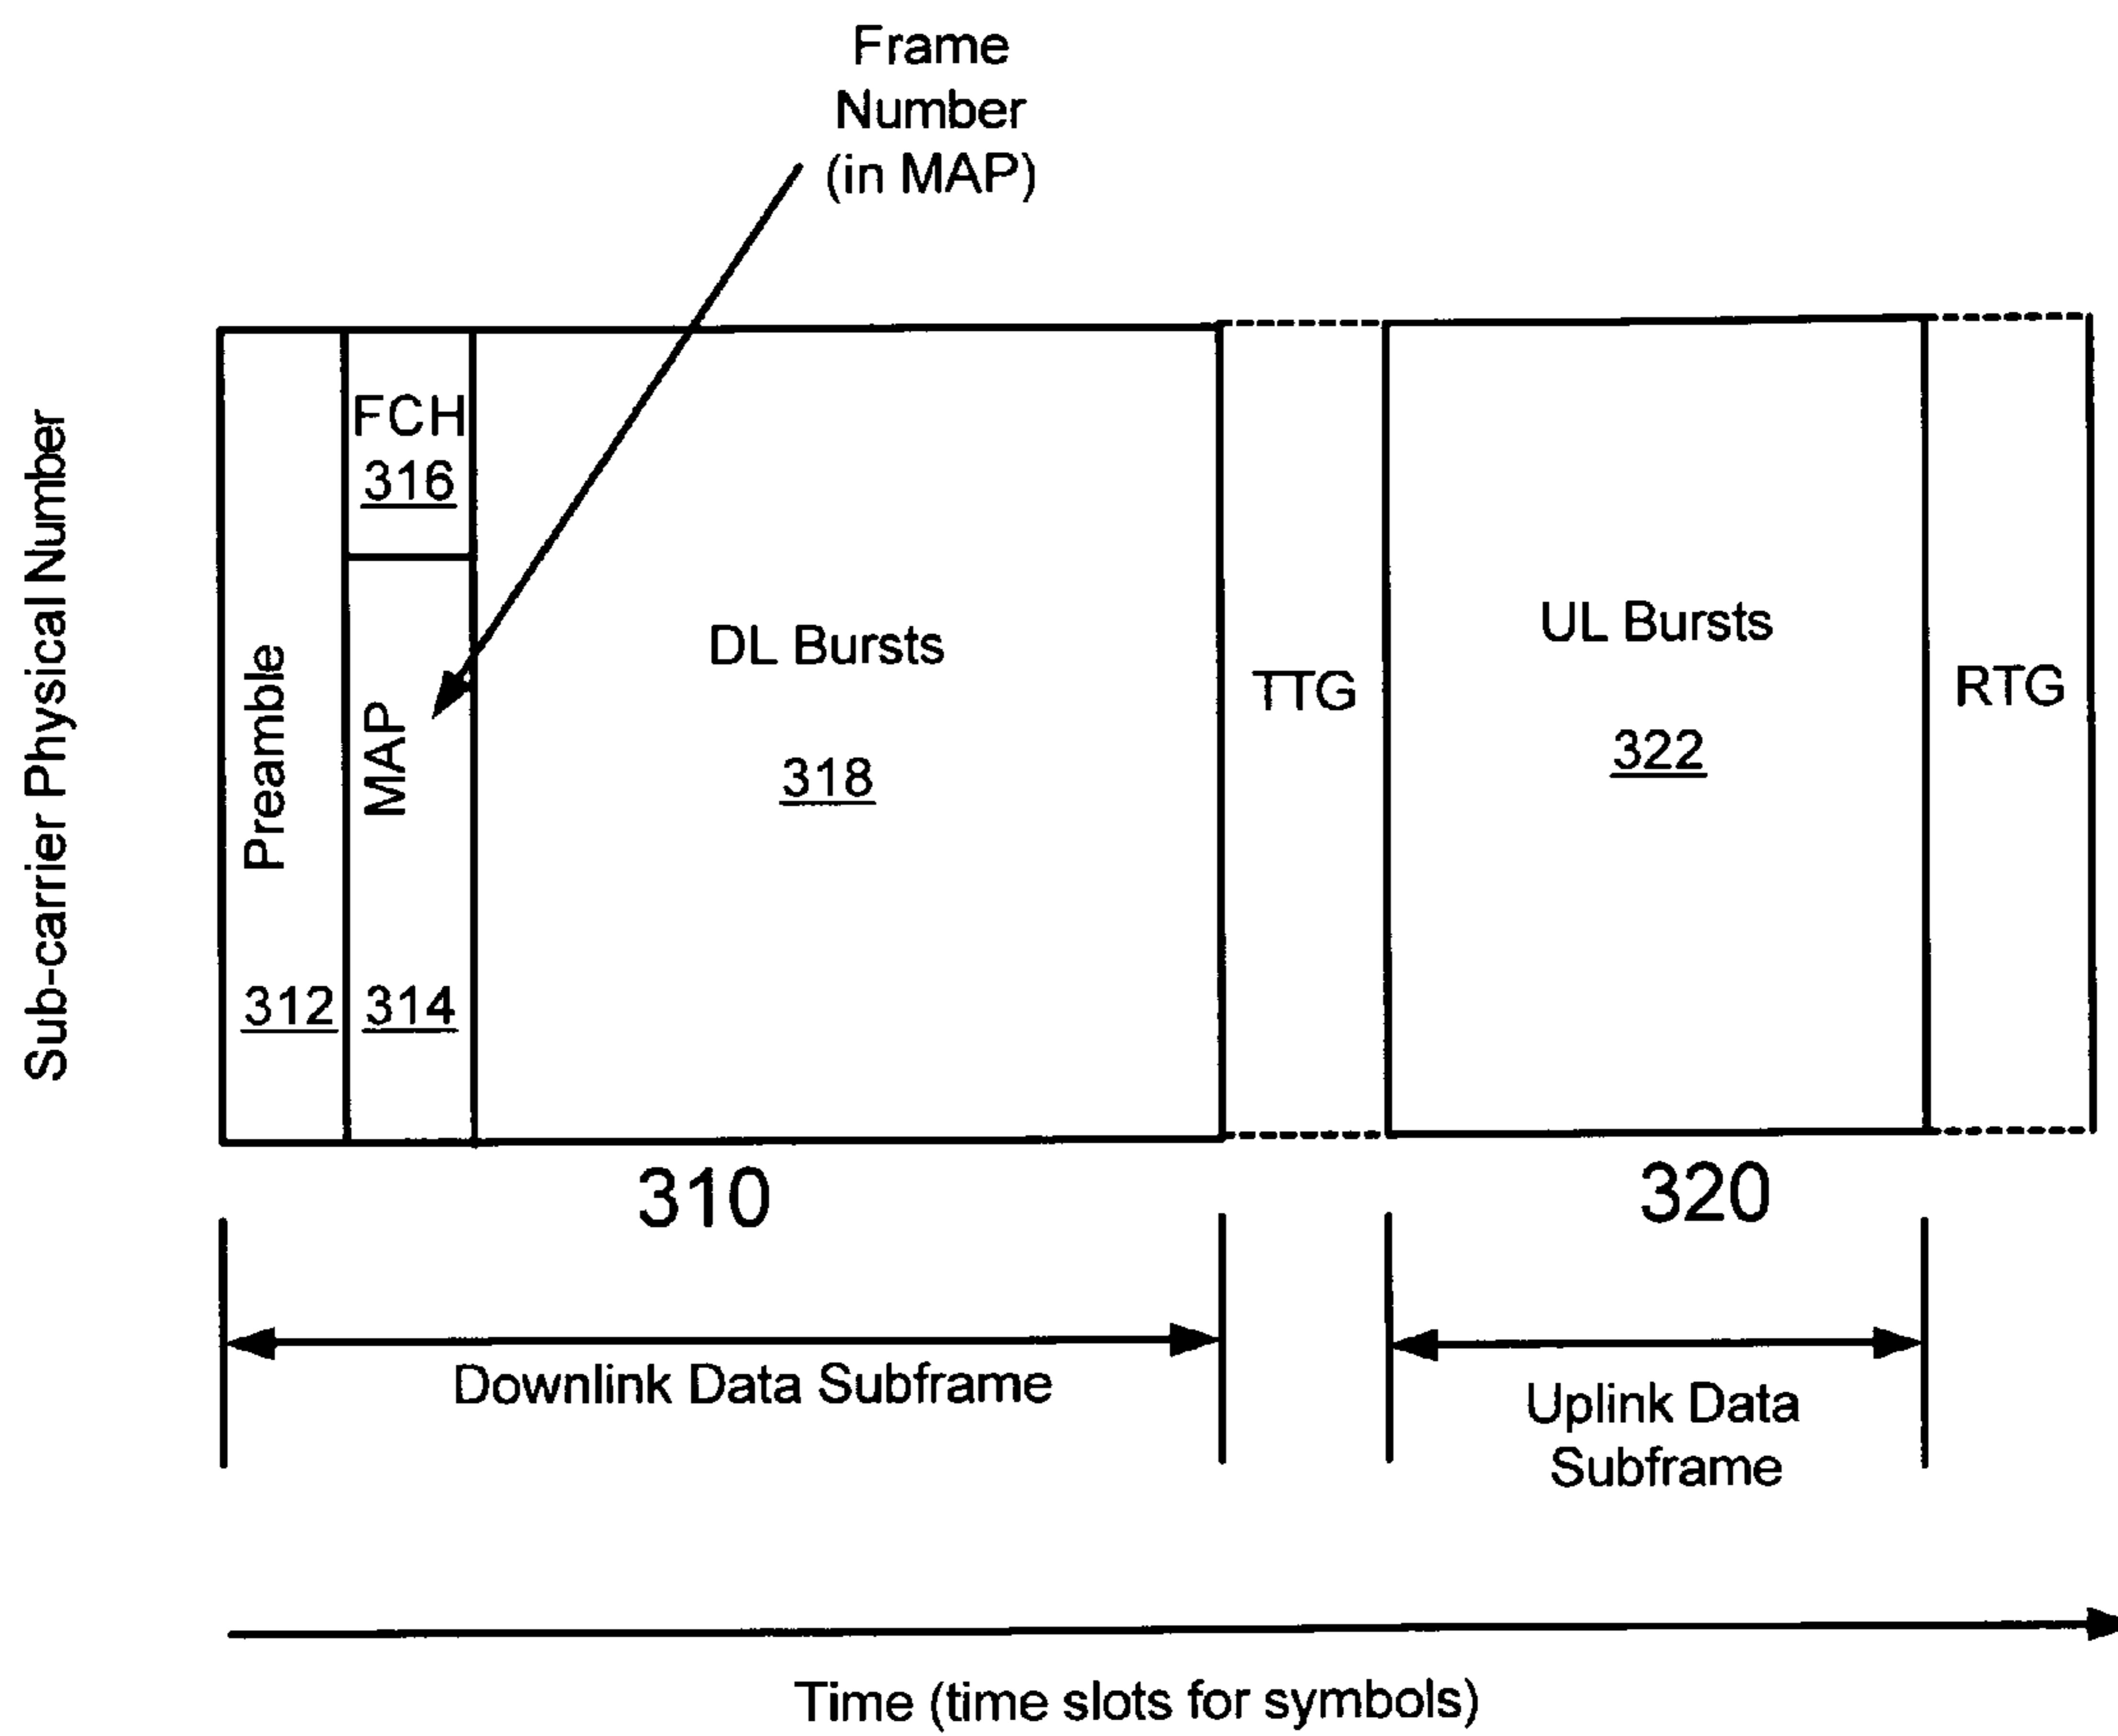 Frame
Number
(in MAP)
Sub-carrier Physical Number
Preamble
312
FCH
316
MAP
314
DL Bursts
318
TTG
UL Bursts
322
RTG
310
320
Downlink Data Subframe
Uplink Data
Subframe
Time (time slots for symbols)